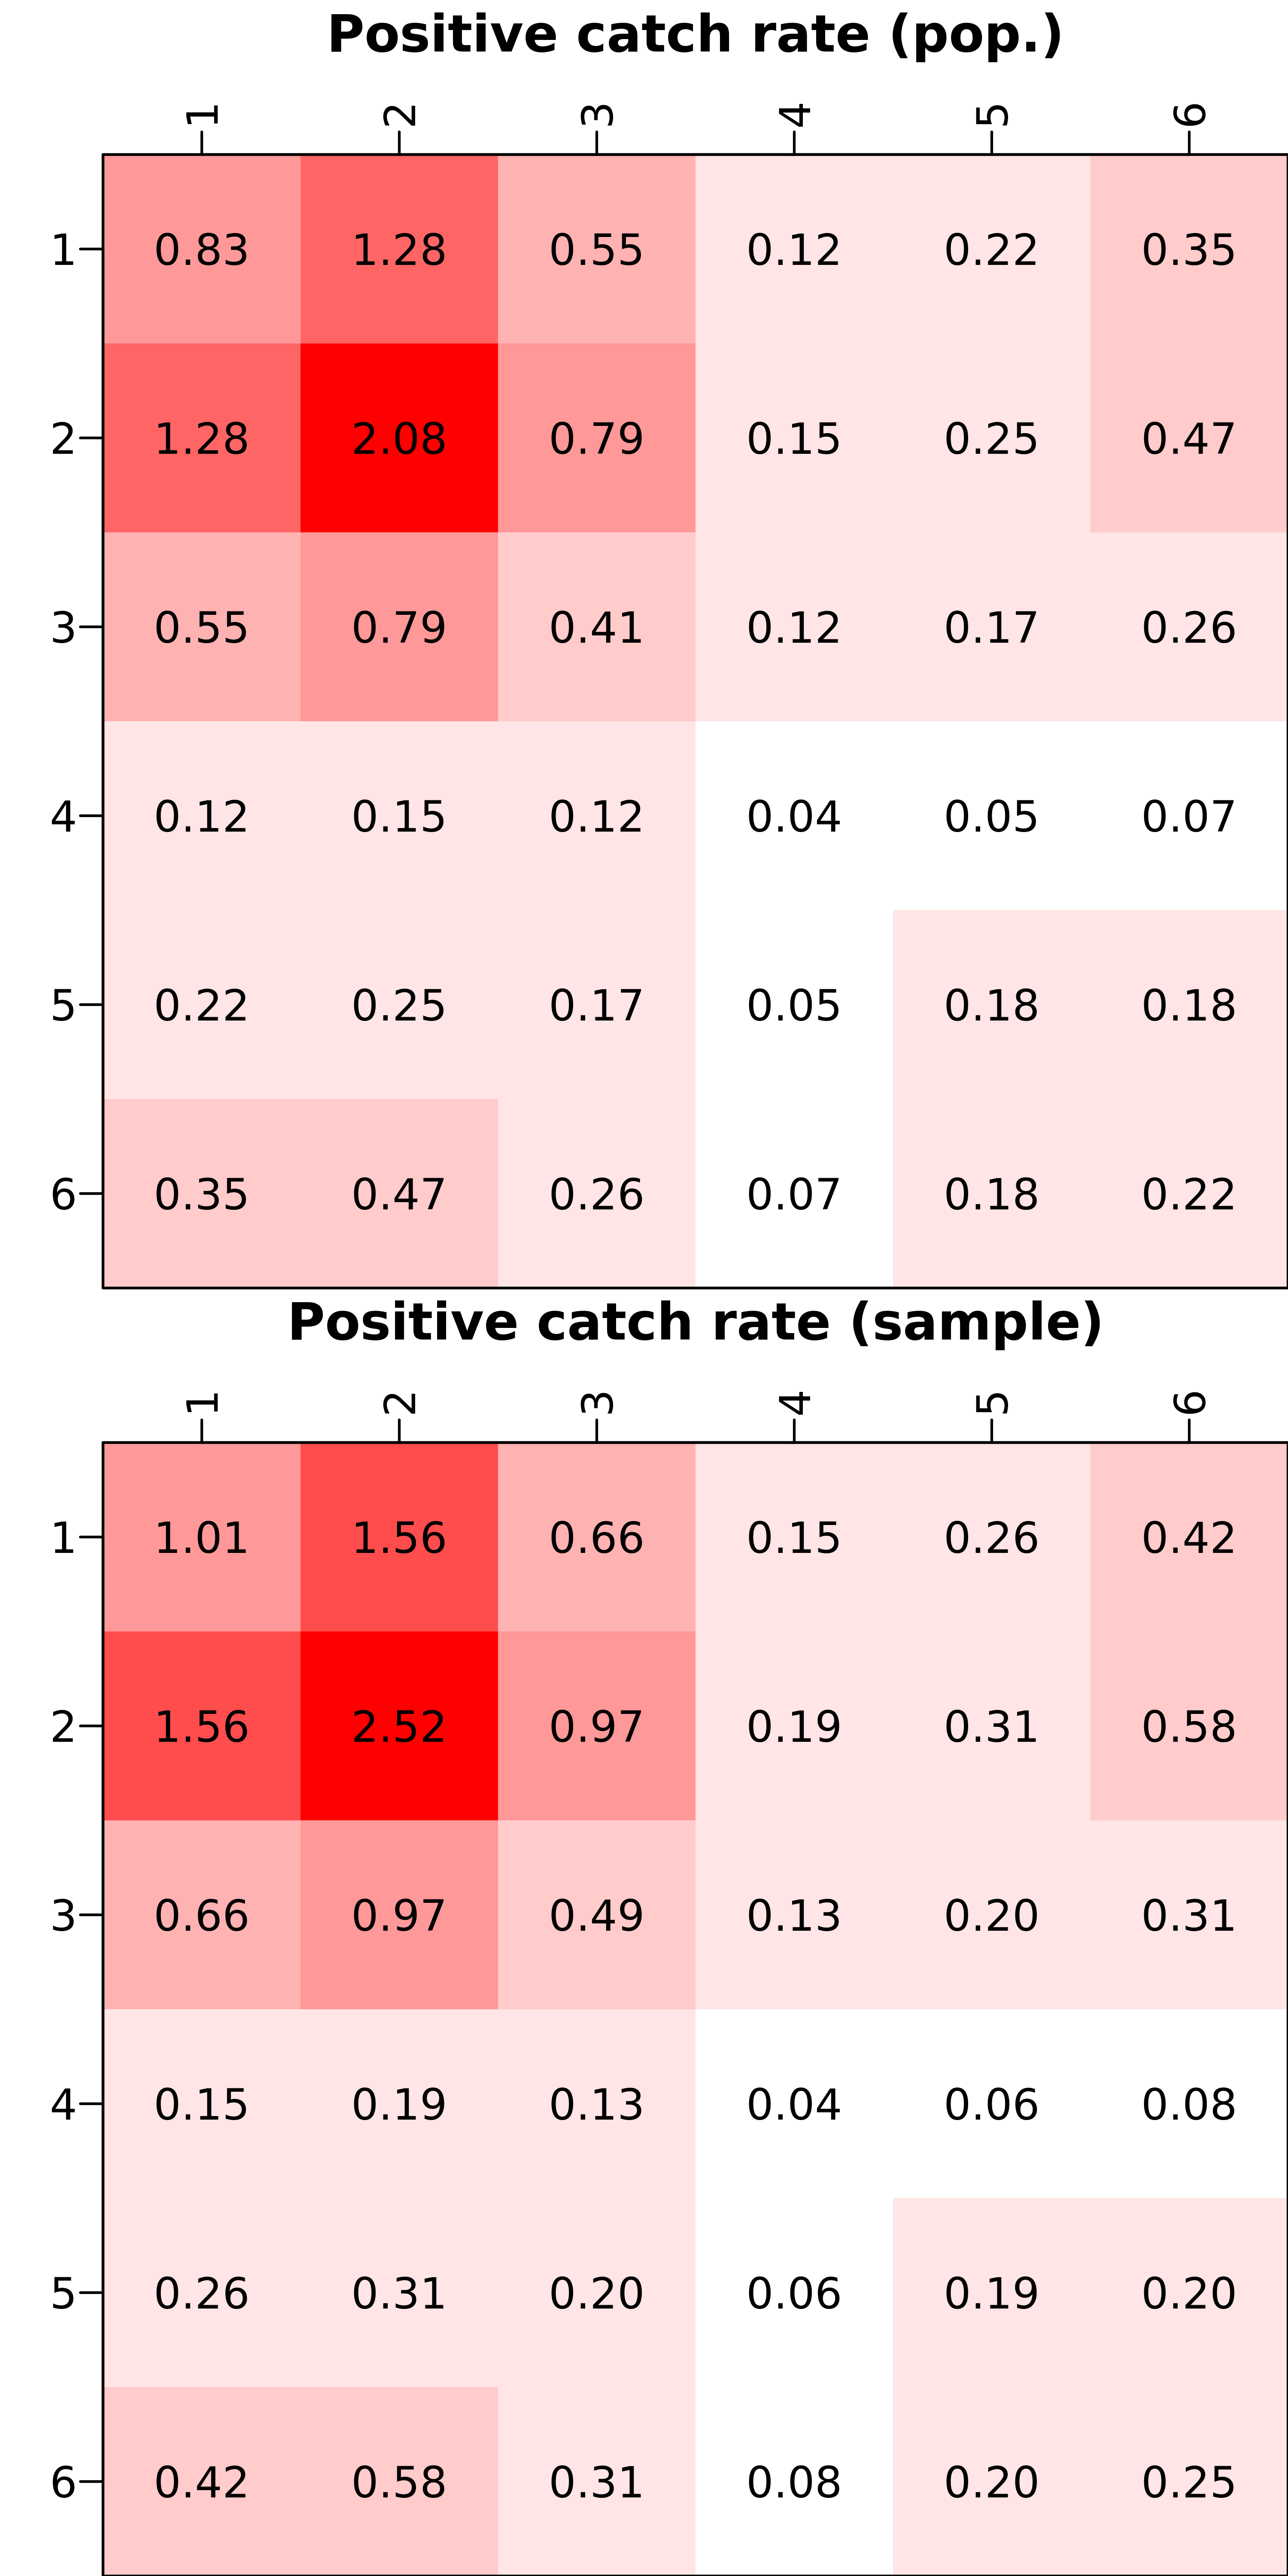 Positive catch rate (pop.)
1 2 3 4 5 6
1 0.83 1.28 0.55 0.12 0.22 0.35
2 1.28 2.08 0.79 0.15 0.25 0.47
3 0.55 0.79 0.41 0.12 0.17 0.26
4 0.12 0.15 0.12 0.04 0.05 0.07
5 0.22 0.25 0.17 0.05 0.18 0.18
6 0.35 0.47 0.26 0.07 0.18 0.22
Positive catch rate (sample)
1 2 3 4 5 6
1 1.01 1.56 0.66 0.15 0.26 0.42
2 1.56 2.52 0.97 0.19 0.31 0.58
3 0.66 0.97 0.49 0.13 0.20 0.31
4 0.15 0.19 0.13 0.04 0.06 0.08
5 0.26 0.31 0.20 0.06 0.19 0.20
6 0.42 0.58 0.31 0.08 0.20 0.25